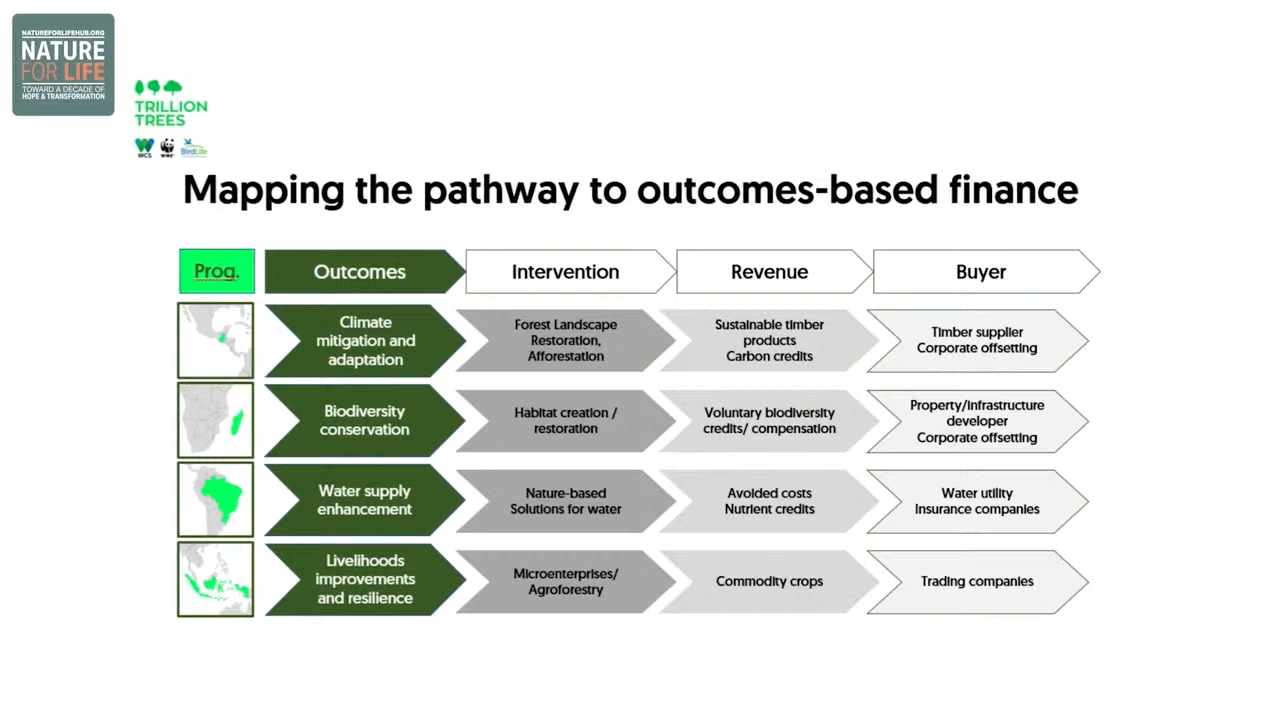 NATUREFORLIFEHUB.ORG
NATURE
FOR LIFE
TOWARD A DECADE OF
HOPE & TRANSFORMATION
TRILLION
TREES
WCS
WWF
BirdLife
Mapping the pathway to outcomes-based finance
Prog.
Outcomes
Intervention
Revenue
Buyer
Climate
mitigation and
adaptation
Forest Landscape
Restoration,
Afforestation
Sustainable timber
products
Carbon credits
Timber supplier
Corporate offsetting
Biodiversity
conservation
Habitat creation /
restoration
Voluntary biodiversity
credits/ compensation
Property/Infrastructure
developer
Corporate offsetting
Water supply
enhancement
Nature-based
Solutions for water
Avoided costs
Nutrient credits
Water utility
Insurance companies
Livelihoods
improvements
and resilience
Microenterprises/
Agroforestry
Commodity crops
Trading companies